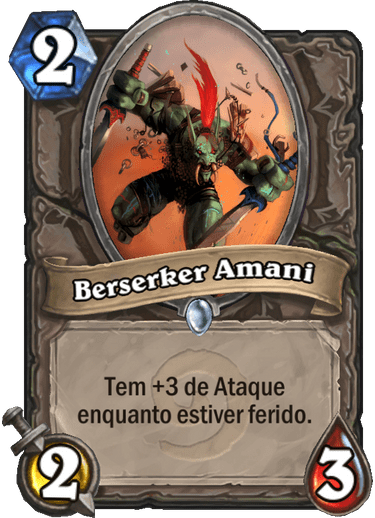 2
Berserker Amani
Tem +3 de Ataque
enquanto estiver ferido.
2
3